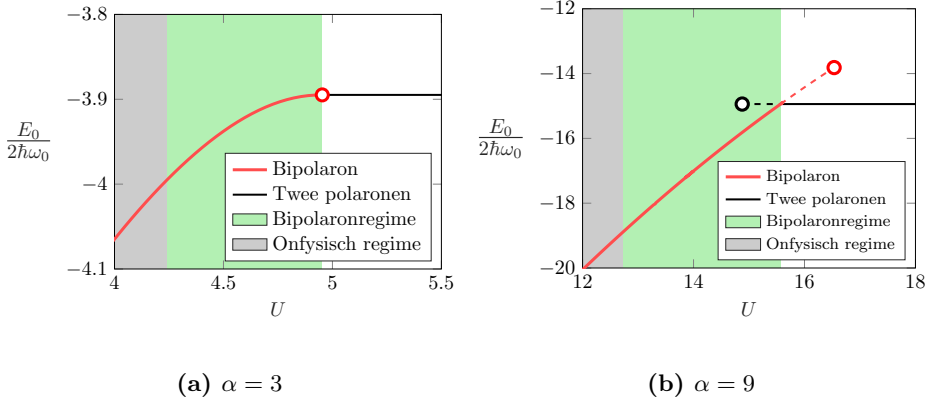 −3.8
−3.9
−4
−4.1
E₀
2ħω₀
4
4.5
5
5.5
U
Bipolaron
Twee polaronen
Bipolaronregime
Onfysisch regime
(a) α = 3
−12
−14
−16
−18
−20
E₀
2ħω₀
12
14
16
18
U
Bipolaron
Twee polaronen
Bipolaronregime
Onfysisch regime
(b) α = 9